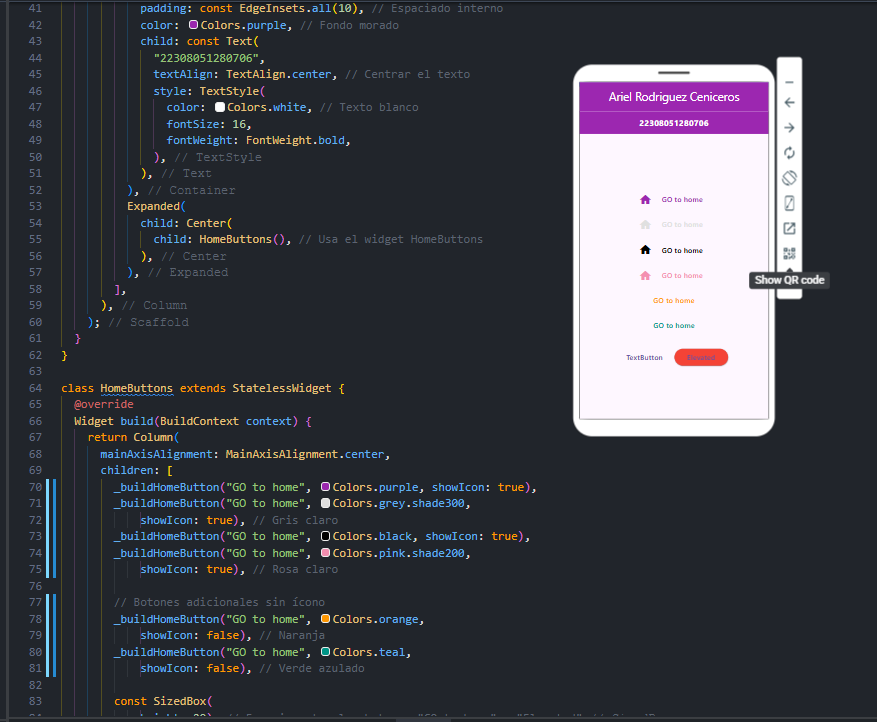 41 padding: const EdgeInsets.all(10), // Espaciado interno
42 color: Colors.purple, // Fondo morado
43 child: const Text(
44 "22308051280706",
45 textAlign: TextAlign.center, // Centrar el texto
46 style: TextStyle(
47 color: Colors.white, // Texto blanco
48 fontSize: 16,
49 fontWeight: FontWeight.bold,
50 ), // TextStyle
51 ), // Text
52 ), // Container
53 Expanded(
54 child: Center(
55 child: HomeButtons(), // Usa el widget HomeButtons
56 ), // Center
57 ), // Expanded
58 ],
59 ), // Column
60 ); // Scaffold
61 }
62 }
63
64 class HomeButtons extends StatelessWidget {
65 @override
66 Widget build(BuildContext context) {
67 return Column(
68 mainAxisAlignment: MainAxisAlignment.center,
69 children: [
70 _buildHomeButton("GO to home", Colors.purple, showIcon: true),
71 _buildHomeButton("GO to home", Colors.grey.shade300,
72 showIcon: true), // Gris claro
73 _buildHomeButton("GO to home", Colors.black, showIcon: true),
74 _buildHomeButton("GO to home", Colors.pink.shade200,
75 showIcon: true), // Rosa claro
76
77 // Botones adicionales sin ícono
78 _buildHomeButton("GO to home", Colors.orange,
79 showIcon: false), // Naranja
80 _buildHomeButton("GO to home", Colors.teal,
81 showIcon: false), // Verde azulado
82
83 const SizedBox(
Ariel Rodriguez Ceniceros
22308051280706
GO to home
GO to home
GO to home
GO to home
GO to home
GO to home
TextButton
Elevated
Show QR code